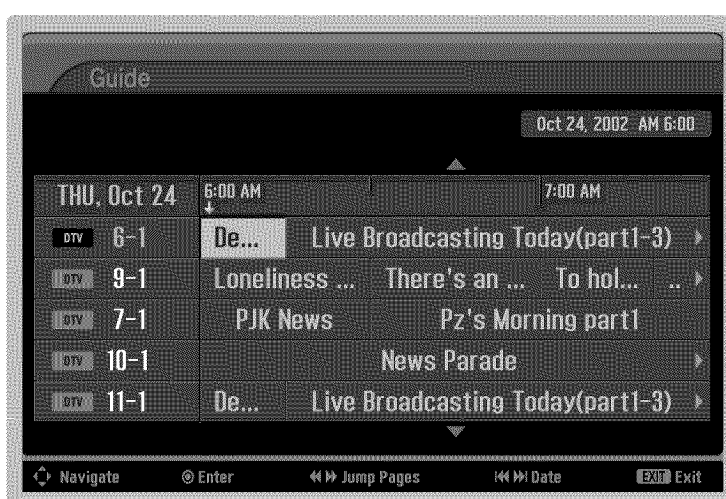 Guide
Oct 24, 2002 AM 6:00
THU, Oct 24 6:00 AM 7:00 AM
DTV 6-1 De... Live Broadcasting Today(part1-3)
DTV 9-1 Loneliness ... There's an ... To hol... ..
DTV 7-1 PJK News Pz's Morning part1
DTV 10-1 News Parade
DTV 11-1 De... Live Broadcasting Today(part1-3)
Navigate Enter Jump Pages Date EXIT Exit